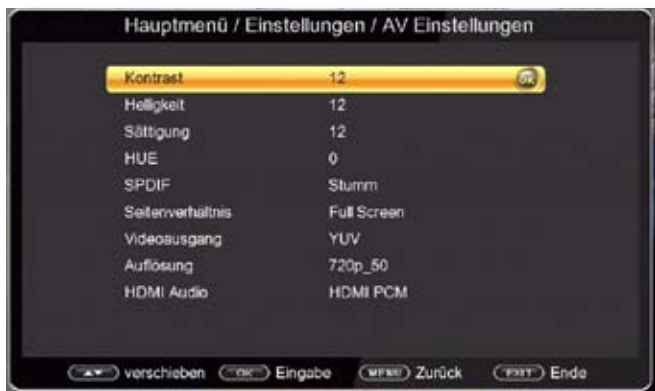 Hauptmenü / Einstellungen / AV Einstellungen
Kontrast 12 OK
Helligkeit 12
Sättigung 12
HUE 0
SPDIF Stumm
Seitenverhältnis Full Screen
Videoausgang YUV
Auflösung 720p_50
HDMI Audio HDMI PCM
▲▼ verschieben OK Eingabe MENU Zurück EXIT Ende